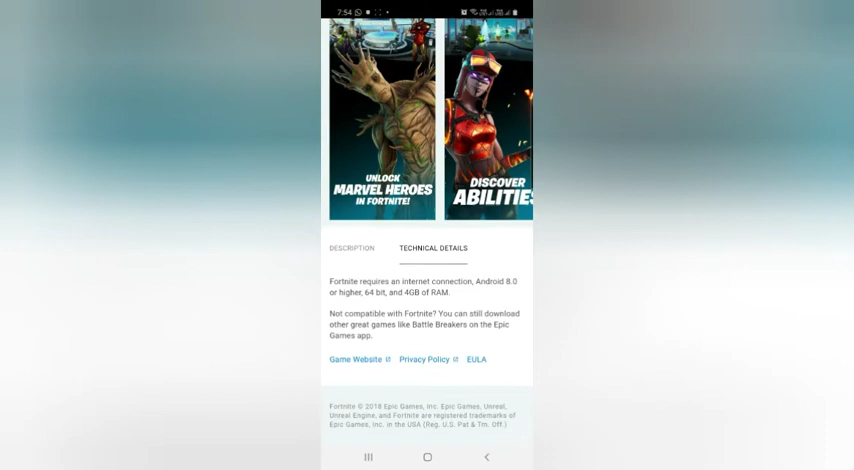 7:54
UNLOCK
MARVEL HEROES
IN FORTNITE!
DISCOVER
ABILITIES
DESCRIPTION TECHNICAL DETAILS
Fortnite requires an internet connection, Android 8.0
or higher, 64 bit, and 4GB of RAM.
Not compatible with Fortnite? You can still download
other great games like Battle Breakers on the Epic
Games app.
Game Website Privacy Policy EULA
Fortnite © 2018 Epic Games, Inc. Epic Games, Unreal,
Unreal Engine, and Fortnite are registered trademarks of
Epic Games, Inc. in the USA (Reg. U.S. Pat & Tm. Off.)